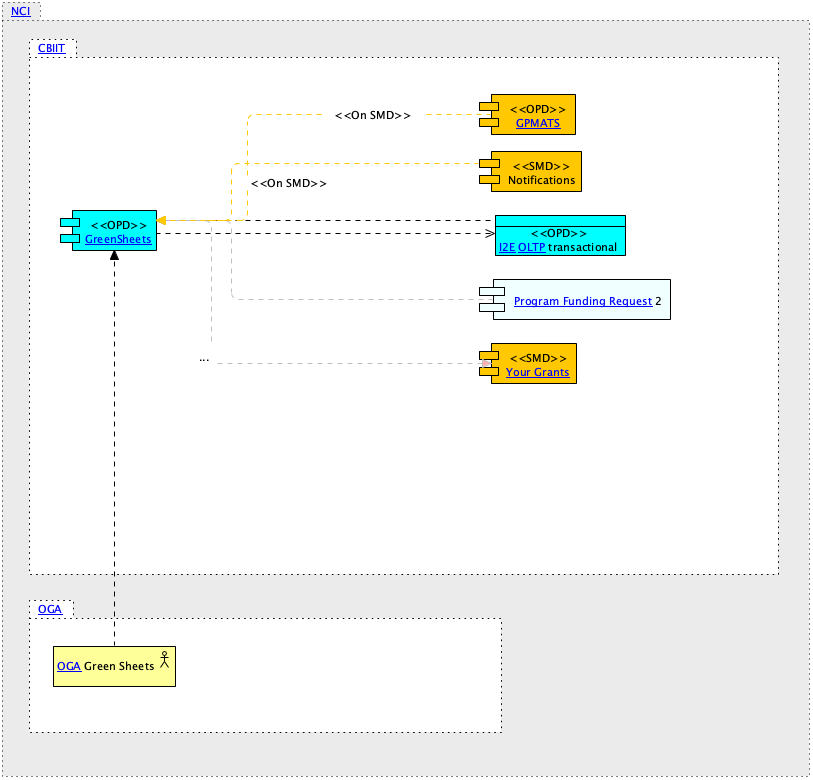 NCI
CBIIT
<<On SMD>>
<<OPD>>
GPMATS
<<SMD>>
Notifications
<<On SMD>>
<<OPD>>
GreenSheets
<<OPD>>
I2E OLTP transactional
Program Funding Request 2
...
<<SMD>>
Your Grants
OGA
OGA Green Sheets